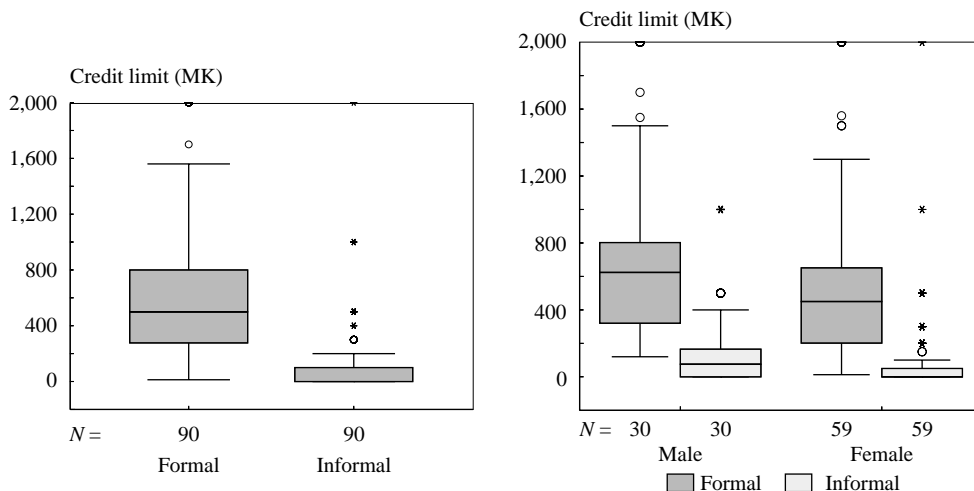 Credit limit (MK)
2,000
1,600
1,200
800
400
0
N = 90 90
Formal Informal
Credit limit (MK)
2,000
1,600
1,200
800
400
0
N = 30 30 59 59
Male Female
Formal Informal